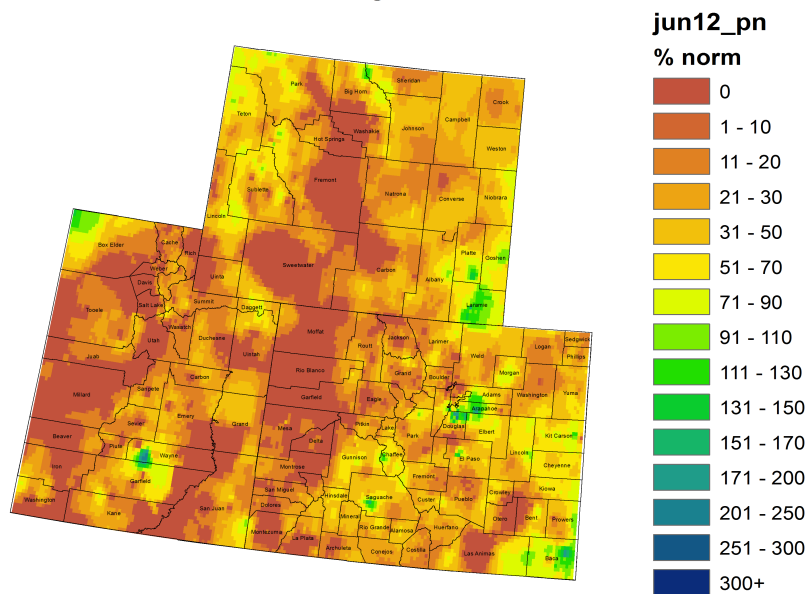 jun12_pn
% norm
0
1 - 10
11 - 20
21 - 30
31 - 50
51 - 70
71 - 90
91 - 110
111 - 130
131 - 150
151 - 170
171 - 200
201 - 250
251 - 300
300+
Sheridan
Park
Big Horn
Crook
Teton
Campbell
Johnson
Washakie
Hot Springs
Weston
Fremont
Sublette
Natrona
Converse
Niobrara
Lincoln
Box Elder
Cache
Rich
Platte
Goshen
Sweetwater
Weber
Carbon
Uinta
Albany
Davis
Salt Lake
Summit
Daggett
Laramie
Tooele
Wasatch
Utah
Duchesne
Uintah
Moffat
Routt
Jackson
Larimer
Weld
Logan
Sedgwick
Phillips
Juab
Rio Blanco
Grand
Boulder
Morgan
Carbon
Sanpete
Millard
Garfield
Eagle
Adams
Washington
Yuma
Arapahoe
Emery
Grand
Sevier
Mesa
Pitkin
Lake
Park
Douglas
Elbert
Kit Carson
Beaver
Piute
Wayne
Delta
Gunnison
Chaffee
El Paso
Lincoln
Cheyenne
Iron
Montrose
Garfield
Fremont
Kiowa
San Miguel
Hinsdale
Saguache
Custer
Pueblo
Crowley
Washington
Kane
San Juan
Dolores
Mineral
Rio Grande
Alamosa
Huerfano
Otero
Bent
Prowers
Montezuma
La Plata
Archuleta
Conejos
Costilla
Las Animas
Baca